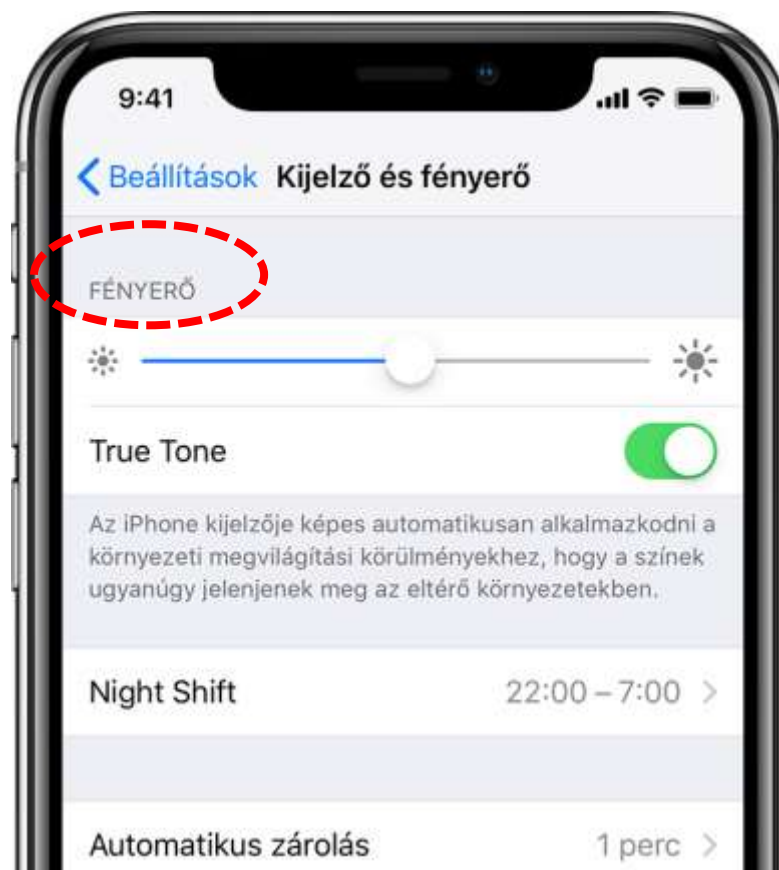 9:41
Beállítások Kijelző és fényerő
FÉNYERŐ
True Tone
Az iPhone kijelzője képes automatikusan alkalmazkodni a
környezeti megvilágítási körülményekhez, hogy a színek
ugyanúgy jelenjenek meg az eltérő környezetekben.
Night Shift 22:00 – 7:00
Automatikus zárolás 1 perc